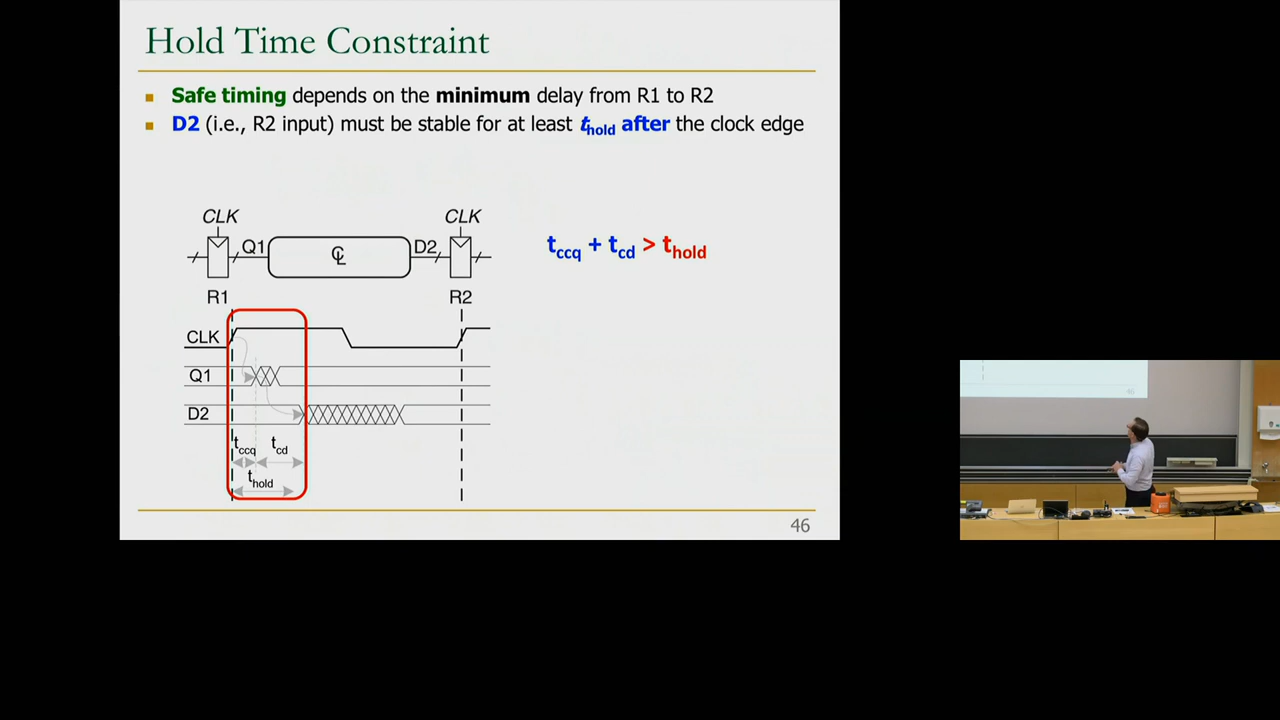 Hold Time Constraint
Safe timing depends on the minimum delay from R1 to R2
D2 (i.e., R2 input) must be stable for at least thold after the clock edge
CLK CLK
Q1 CL D2
R1 R2
tccq + tcd > thold
CLK
Q1
D2
tccq tcd
thold
46